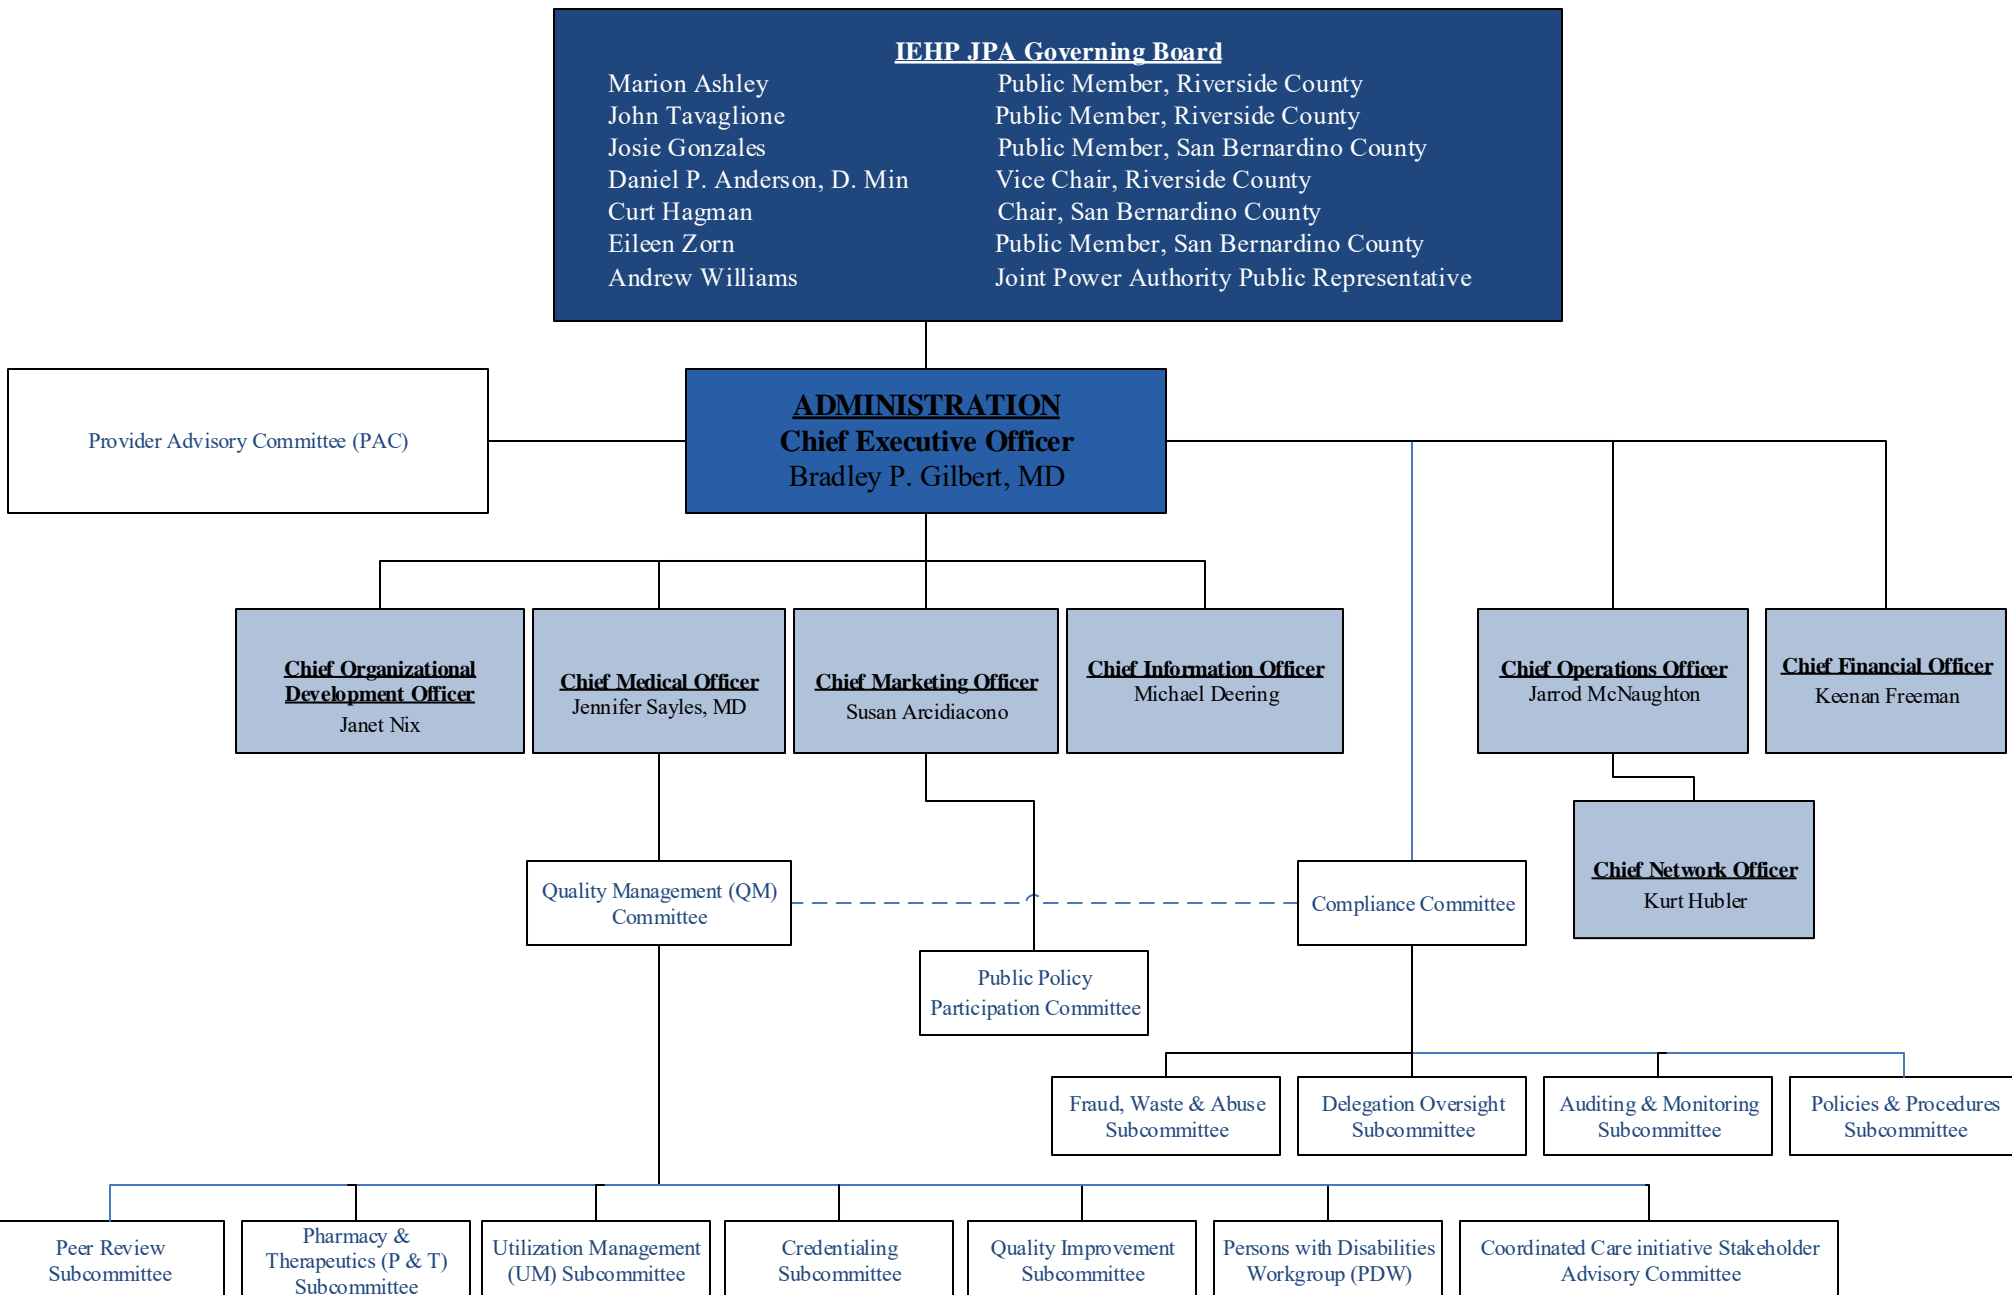 IEHP JPA Governing Board
Marion Ashley Public Member, Riverside County
John Tavaglione Public Member, Riverside County
Josie Gonzales Public Member, San Bernardino County
Daniel P. Anderson, D. Min Vice Chair, Riverside County
Curt Hagman Chair, San Bernardino County
Eileen Zorn Public Member, San Bernardino County
Andrew Williams Joint Power Authority Public Representative
Provider Advisory Committee (PAC)
ADMINISTRATION
Chief Executive Officer
Bradley P. Gilbert, MD
Chief Organizational
Development Officer
Janet Nix
Chief Medical Officer
Jennifer Sayles, MD
Chief Marketing Officer
Susan Arcidiacono
Chief Information Officer
Michael Deering
Chief Operations Officer
Jarrod McNaughton
Chief Financial Officer
Keenan Freeman
Chief Network Officer
Kurt Hubler
Quality Management (QM)
Committee
Compliance Committee
Public Policy
Participation Committee
Fraud, Waste & Abuse
Subcommittee
Delegation Oversight
Subcommittee
Auditing & Monitoring
Subcommittee
Policies & Procedures
Subcommittee
Peer Review
Subcommittee
Pharmacy &
Therapeutics (P & T)
Subcommittee
Utilization Management
(UM) Subcommittee
Credentialing
Subcommittee
Quality Improvement
Subcommittee
Persons with Disabilities
Workgroup (PDW)
Coordinated Care initiative Stakeholder
Advisory Committee